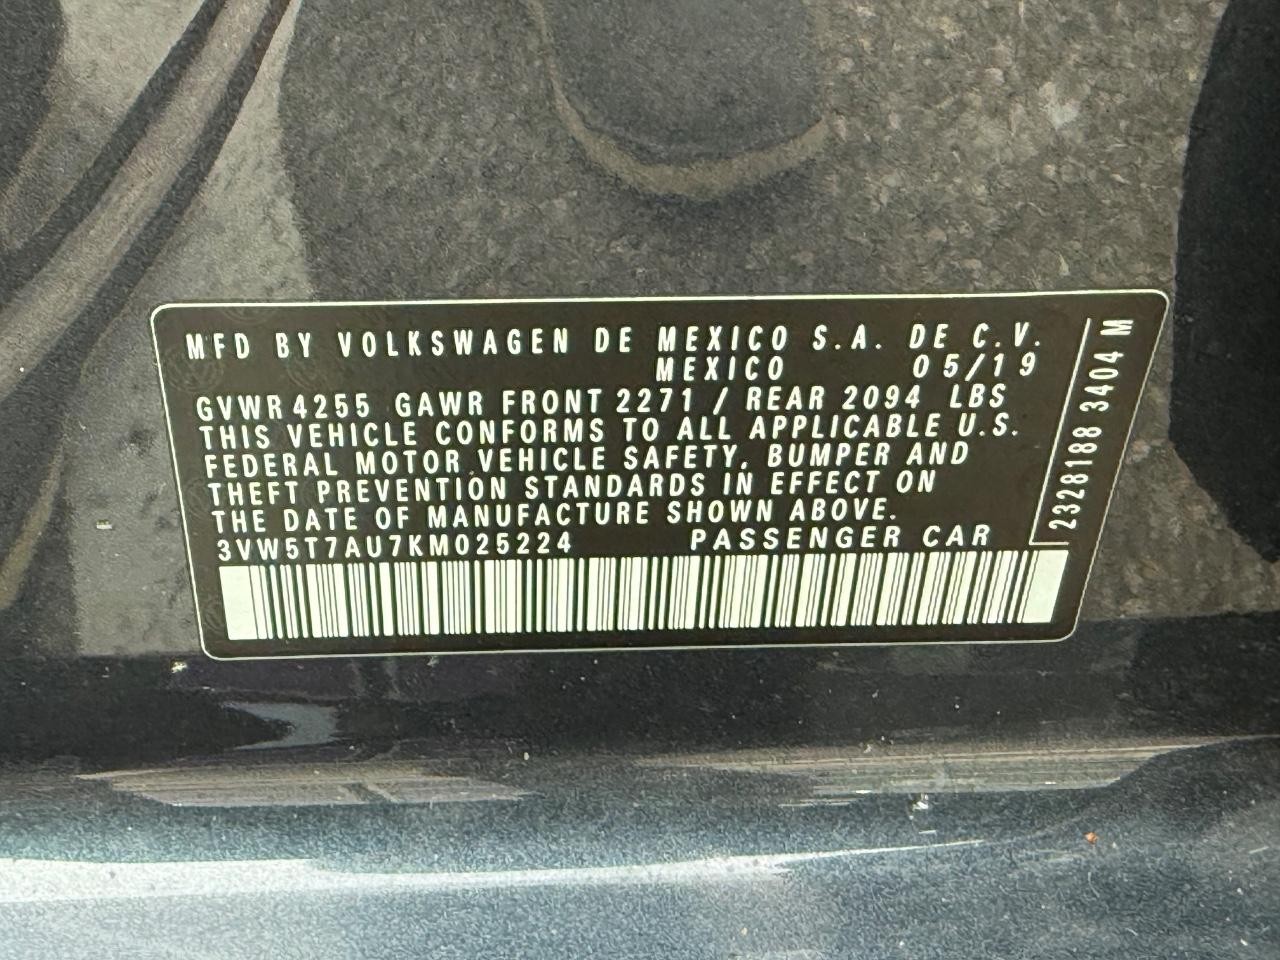 MFD BY VOLKSWAGEN DE MEXICO S.A. DE C.V.
MEXICO 05/19
GVWR 4255 GAWR FRONT 2271 / REAR 2094 LBS
THIS VEHICLE CONFORMS TO ALL APPLICABLE U.S.
FEDERAL MOTOR VEHICLE SAFETY, BUMPER AND
THEFT PREVENTION STANDARDS IN EFFECT ON
THE DATE OF MANUFACTURE SHOWN ABOVE.
3VW5T7AU7KM025224 PASSENGER CAR
2328188 3404 M